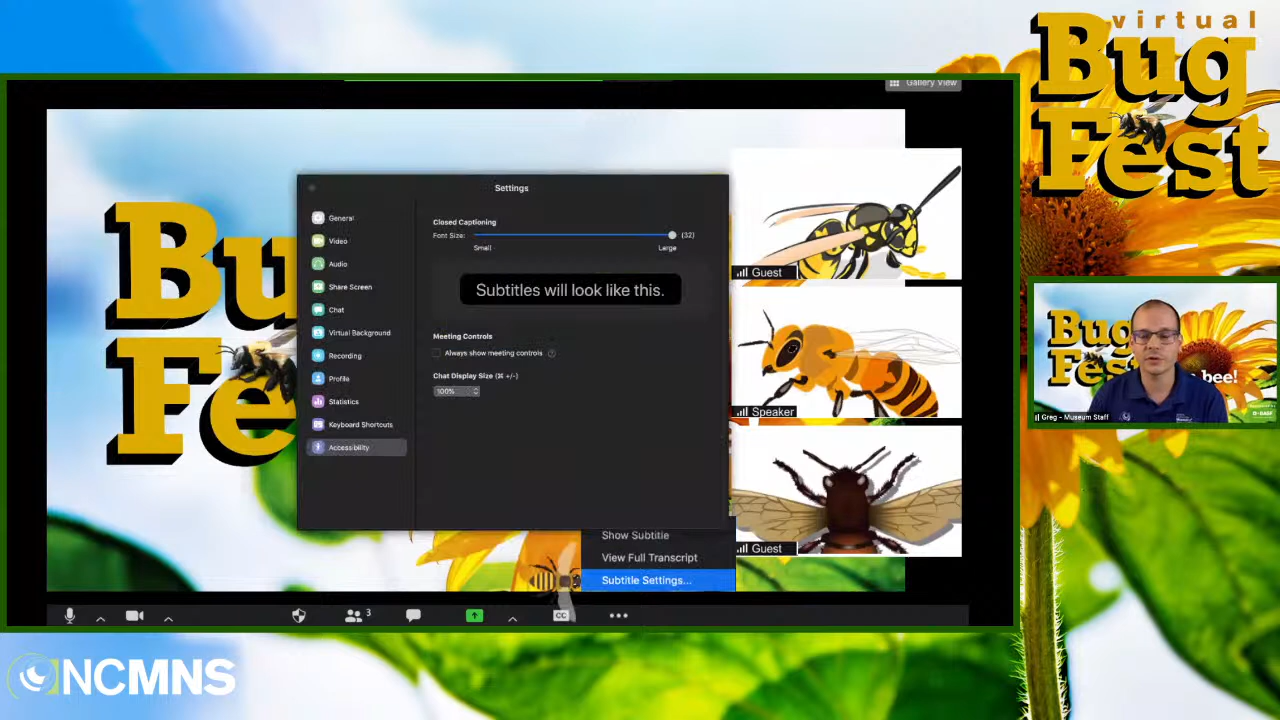 virtual
Bug
Fest
Gallery View
Bu
Fe
Settings
General
Video
Audio
Share Screen
Chat
Virtual Background
Recording
Profile
Statistics
Keyboard Shortcuts
Accessibility
Closed Captioning
Font Size:
(32)
Small
Large
Subtitles will look like this.
Meeting Controls
Always show meeting controls
?
Chat Display Size (⌘ +/-)
100%
Guest
Speaker
Guest
Show Subtitle
View Full Transcript
Subtitle Settings...
3
CC
Bug
Fes
bee!
BASF
Greg - Museum Staff
NCMNS